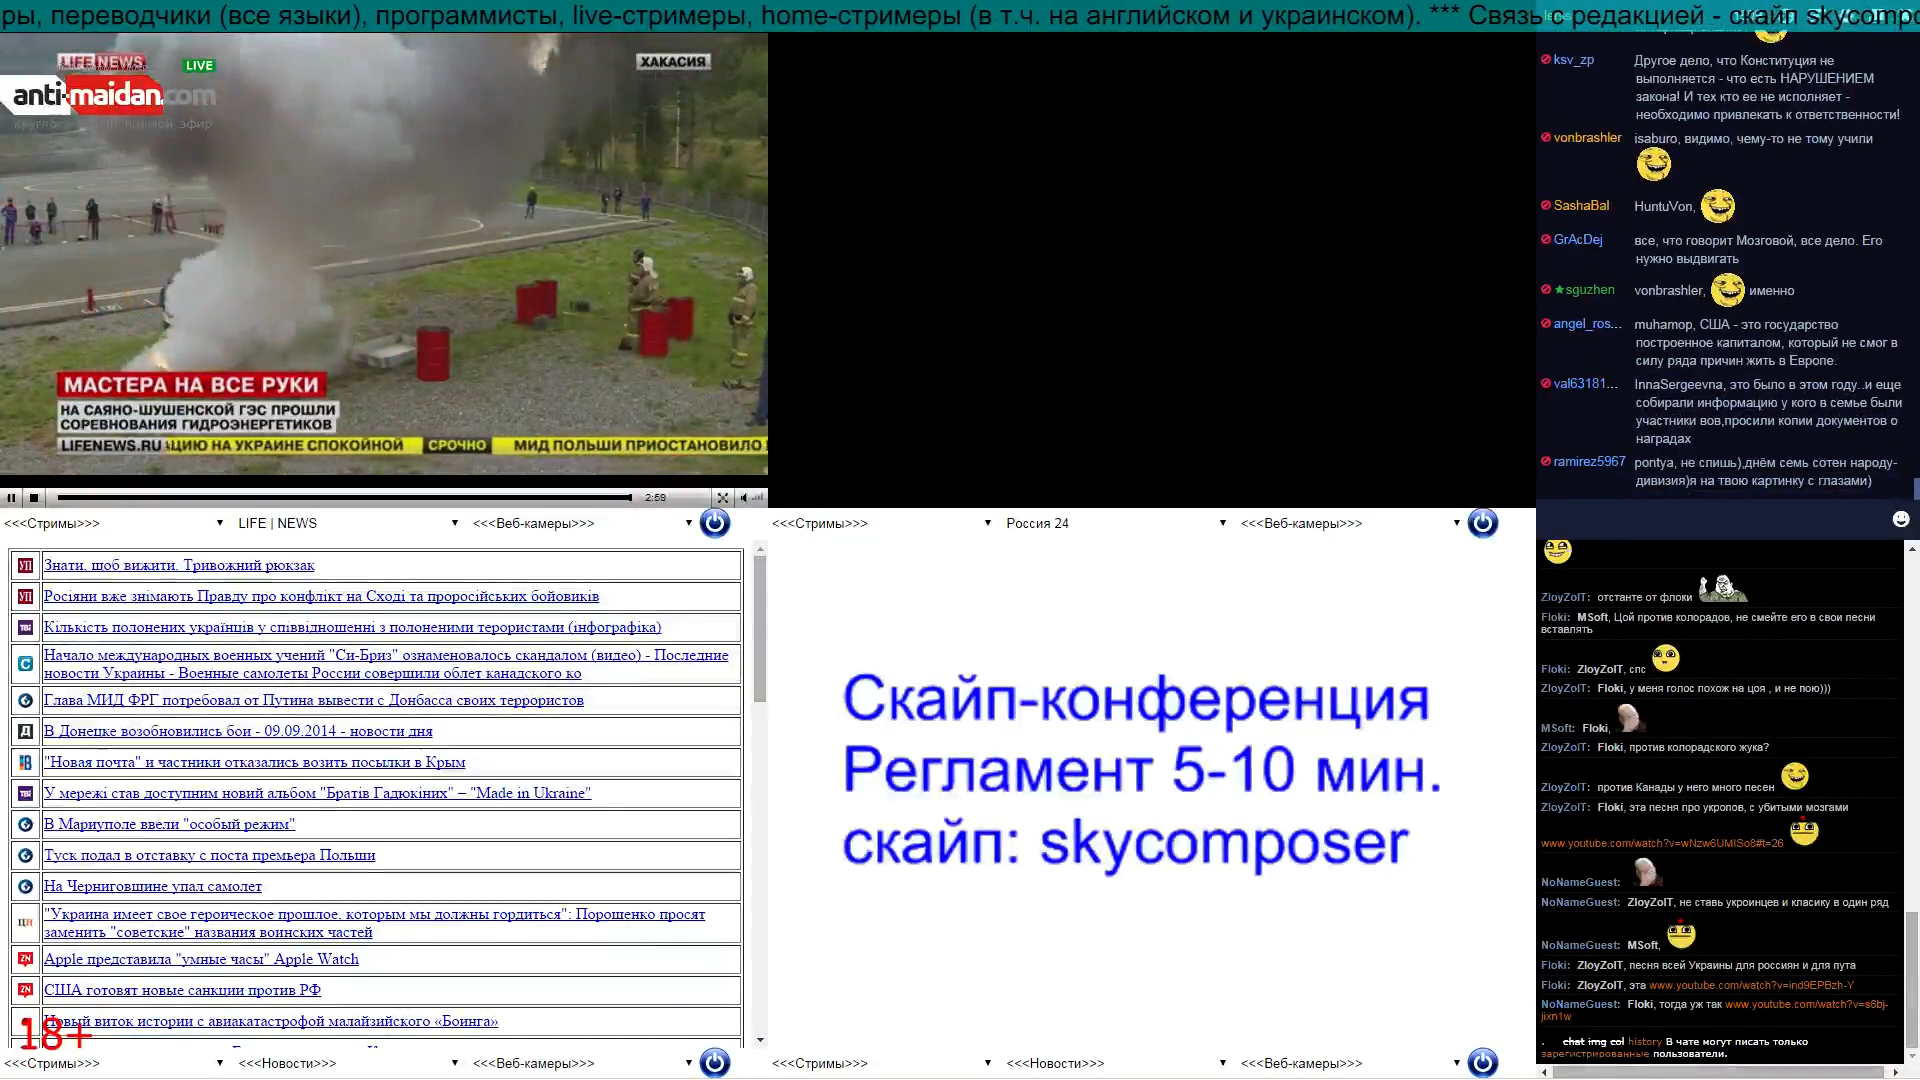 ры, переводчики (все языки), программисты, live-стримеры, home-стримеры (в т.ч. на английском и украинском). *** Связь с редакцией - скайп skycompo
LIFE NEWS
LIVE
ХАКАСИЯ
anti-maidan.com
прямой эфир
МАСТЕРА НА ВСЕ РУКИ
НА САЯНО-ШУШЕНСКОЙ ГЭС ПРОШЛИ
СОРЕВНОВАНИЯ ГИДРОЭНЕРГЕТИКОВ
LIFENEWS.RU ЦИЮ НА УКРАИНЕ СПОКОЙНОЙ СРОЧНО МИД ПОЛЬШИ ПРИОСТАНОВИЛО
2:59
<<<Стримы>>> LIFE | NEWS <<<Веб-камеры>>>
<<<Стримы>>> Россия 24 <<<Веб-камеры>>>
Знати, шоб вижити. Тривожний рюкзак
Росіяни вже знімають Правду про конфлікт на Сході та проросійських бойовиків
Кількість полонених українців у співвідношенні з полоненими терористами (інфографіка)
Начало международных военных учений "Си-Бриз" ознаменовалось скандалом (видео) - Последние
новости Украины - Военные самолеты России совершили облет канадского ко
Глава МИД ФРГ потребовал от Путина вывести с Донбасса своих террористов
В Донецке возобновились бои - 09.09.2014 - новости дня
"Новая почта" и частники отказались возить посылки в Крым
У мережі став доступним новий альбом "Братів Гадюкіних" – "Made in Ukraine"
В Мариуполе ввели "особый режим"
Туск подал в отставку с поста премьера Польши
На Черниговшине упал самолет
"Украина имеет свое героическое прошлое, которым мы должны гордиться": Порошенко просят
заменить "советские" названия воинских частей
Apple представила "умные часы" Apple Watch
США готовят новые санкции против РФ
Новый виток истории с авиакатастрофой малайзийского «Боинга»
18+
<<<Стримы>>> <<<Новости>>> <<<Веб-камеры>>>
Скайп-конференция
Регламент 5-10 мин.
скайп: skycomposer
<<<Стримы>>> <<<Новости>>> <<<Веб-камеры>>>
ksv_zp Другое дело, что Конституция не
выполняется - что есть НАРУШЕНИЕМ
закона! И тех кто ее не исполняет -
необходимо привлекать к ответственности!
vonbrashler isaburo, видимо, чему-то не тому учили
SashaBal HuntuVon,
GrAcDej все, что говорит Мозговой, все дело. Его
нужно выдвигать
sguzhen vonbrashler, именно
angel_ros... muhamop, США - это государство
построенное капиталом, который не смог в
силу ряда причин жить в Европе.
val63181... InnaSergeevna, это было в этом году..и еще
собирали информацию у кого в семье были
участники вов,просили копии документов о
наградах
ramirez5967 pontya, не спишь),днём семь сотен народу-
дивизия)я на твою картинку с глазами)
ZloyZolT: отстанте от флоки
Floki: MSoft, Цой против колорадов, не смейте его в свои песни
вставлять
Floki: ZloyZolT, спс
ZloyZolT: Floki, у меня голос похож на цоя , и не пою)))
MSoft: Floki,
ZloyZolT: Floki, против колорадского жука?
ZloyZolT: против Канады у него много песен
ZloyZolT: Floki, эта песня про укропов, с убитыми мозгами
www.youtube.com/watch?v=wNzw6UMISo8#t=26
NoNameGuest:
NoNameGuest: ZloyZolT, не ставь укроинцев и класику в один ряд
NoNameGuest: MSoft,
Floki: ZloyZolT, песня всей Украины для россиян и для пута
Floki: ZloyZolT, эта www.youtube.com/watch?v=ind9EPBzh-Y
NoNameGuest: Floki, тогда уж так www.youtube.com/watch?v=s6bj-
jixn1w
. chat img col history В чате могут писать только
зарегистрированные пользователи.